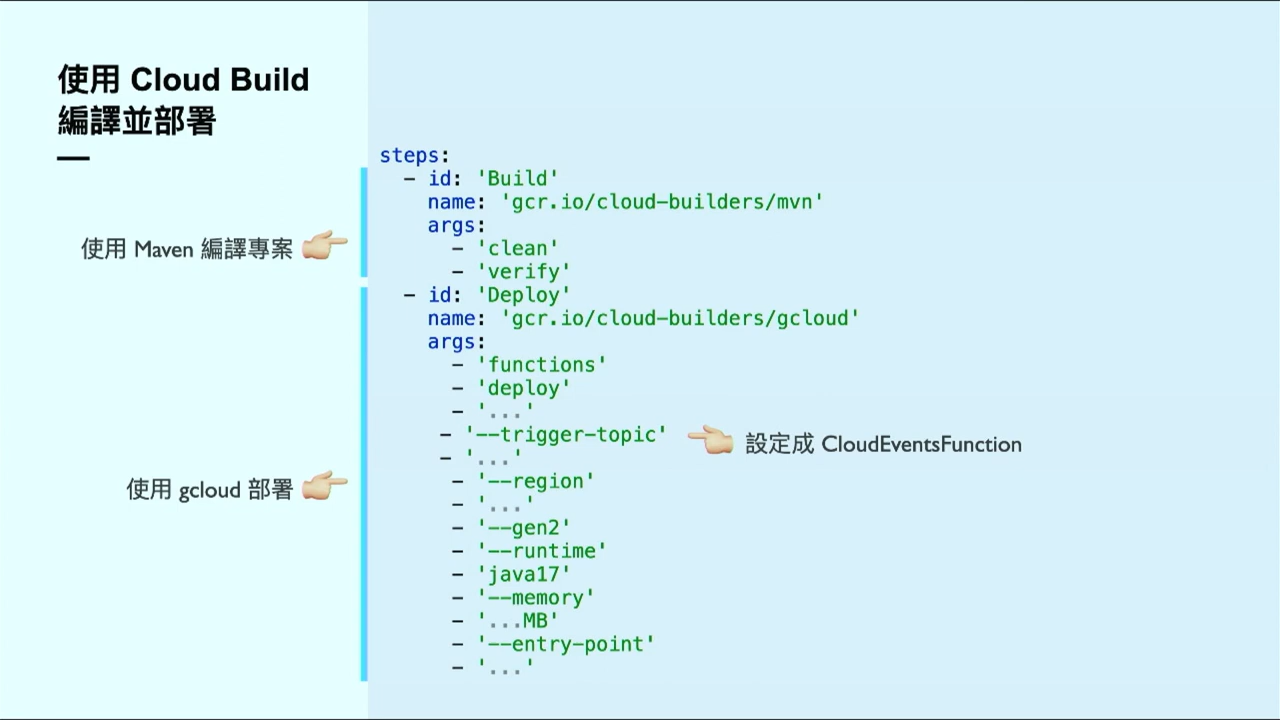 使用 Cloud Build
編譯並部署
使用 Maven 編譯專案
使用 gcloud 部署
steps:
  - id: 'Build'
    name: 'gcr.io/cloud-builders/mvn'
    args:
      - 'clean'
      - 'verify'
  - id: 'Deploy'
    name: 'gcr.io/cloud-builders/gcloud'
    args:
      - 'functions'
      - 'deploy'
      - '...'
     - '--trigger-topic'
     - '...'
      - '--region'
      - '...'
      - '--gen2'
      - '--runtime'
      - 'java17'
      - '--memory'
      - '...MB'
      - '--entry-point'
      - '...'
設定成 CloudEventsFunction